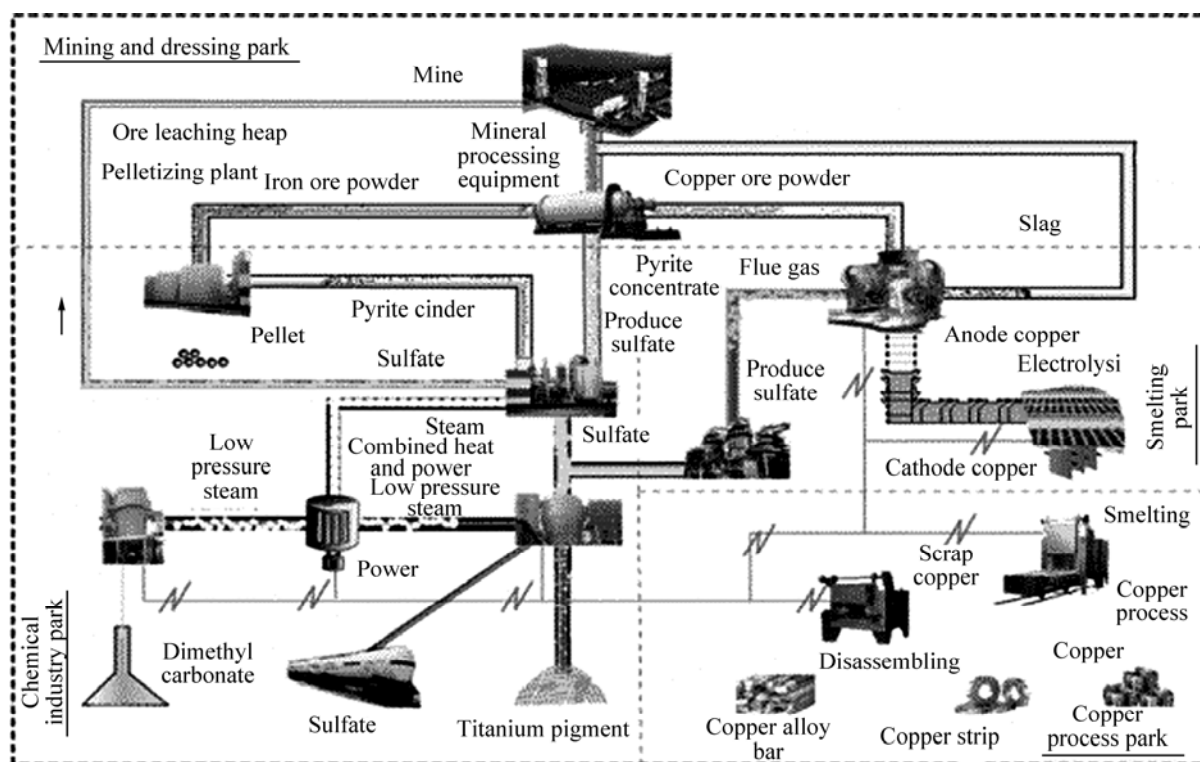 Mining and dressing park
Mine
Ore leaching heap
Pelletizing plant
Iron ore powder
Mineral
processing
equipment
Copper ore powder
Slag
Pyrite
concentrate
Flue gas
Pellet
Pyrite cinder
Produce
sulfate
Anode copper
Electrolysi
Produce
sulfate
Sulfate
Smelting
park
Steam
Sulfate
Combined heat
and power
Low pressure
steam
Low
pressure
steam
Cathode copper
Smelting
Scrap
copper
Power
Copper
process
Chemical
industry park
Dimethyl
carbonate
Sulfate
Titanium pigment
Disassembling
Copper
Copper alloy
bar
Copper strip
Copper
process park